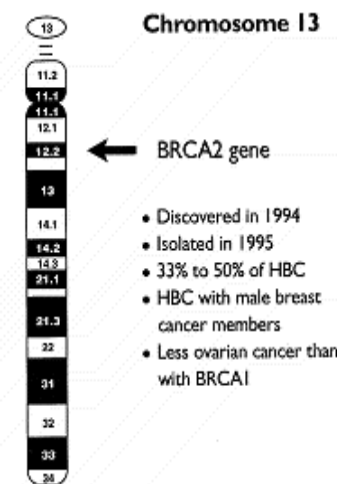 13
Chromosome 13
11.2
11.1
11.1
12.1
12.2
BRCA2 gene
13
14.1
14.2
14.3
21.1
21.3
22
31
32
33
34
• Discovered in 1994
• Isolated in 1995
• 33% to 50% of HBC
• HBC with male breast
cancer members
• Less ovarian cancer than
with BRCA1